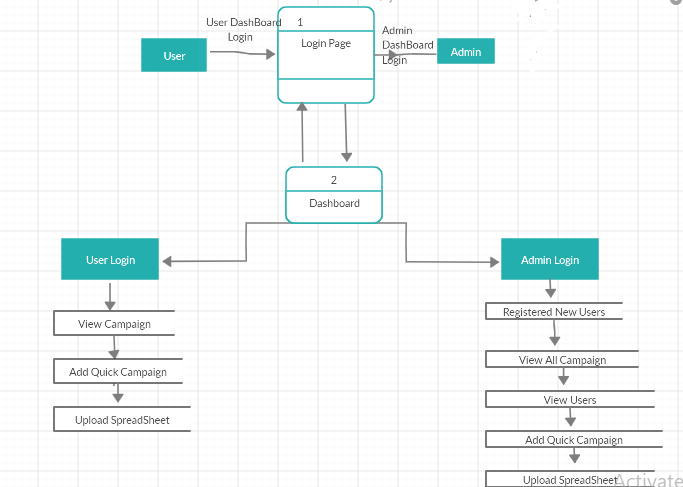 User DashBoard
Login
1
Login Page
Admin
DashBoard
Login
User
Admin
2
Dashboard
User Login
Admin Login
View Campaign
Add Quick Campaign
Upload SpreadSheet
Registered New Users
View All Campaign
View Users
Add Quick Campaign
Upload SpreadSheet
Activate